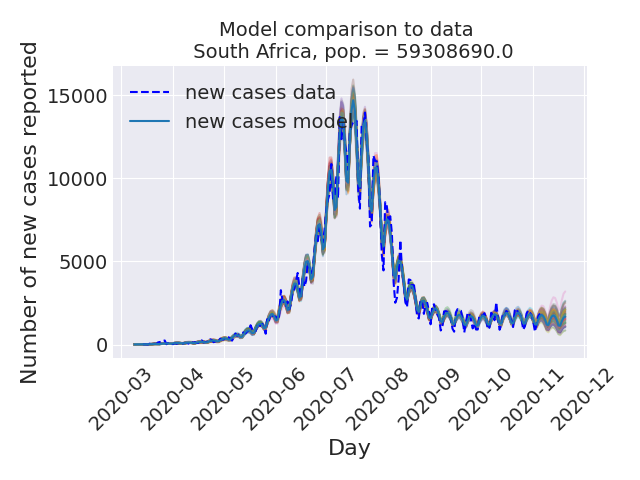 Model comparison to data
South Africa, pop. = 59308690.0
Number of new cases reported
15000
10000
5000
0
new cases data
new cases model
2020-03
2020-04
2020-05
2020-06
2020-07
2020-08
2020-09
2020-10
2020-11
2020-12
Day